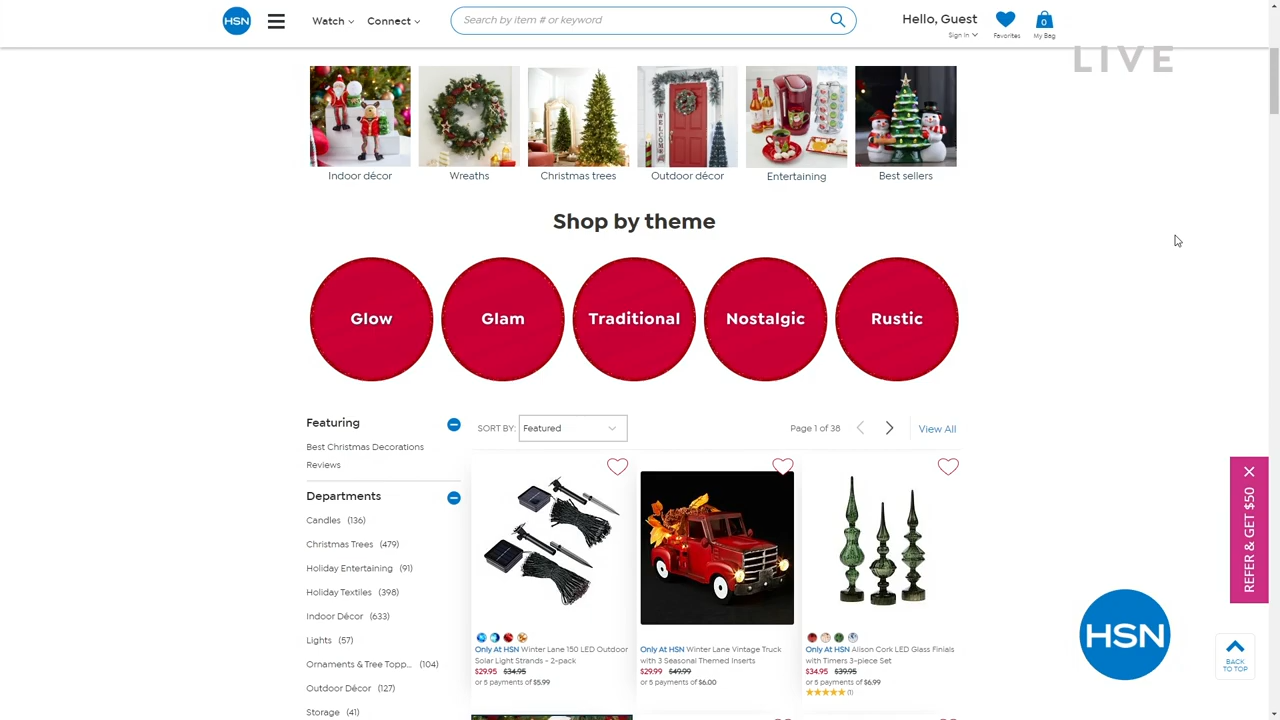 HSN
Watch
Connect
Search by item # or keyword
Hello, Guest
Sign In
Favorites
0
My Bag
LIVE
WELCOME
Indoor décor
Wreaths
Christmas trees
Outdoor décor
Entertaining
Best sellers
Shop by theme
Glow
Glam
Traditional
Nostalgic
Rustic
Featuring
Best Christmas Decorations
Reviews
Departments
Candles (136)
Christmas Trees (479)
Holiday Entertaining (91)
Holiday Textiles (398)
Indoor Décor (633)
Lights (57)
Ornaments & Tree Topp... (104)
Outdoor Décor (127)
Storage (41)
SORT BY: Featured
Page 1 of 38
View All
Only At HSN Winter Lane 150 LED Outdoor
Solar Light Strands - 2-pack
$29.95 $34.95
or 5 payments of $5.99
Only At HSN Winter Lane Vintage Truck
with 3 Seasonal Themed Inserts
$29.99 $49.99
or 5 payments of $6.00
Only At HSN Alison Cork LED Glass Finials
with Timers 3-piece Set
$34.95 $39.95
or 5 payments of $6.99
(1)
REFER & GET $50
HSN
BACK
TO TOP